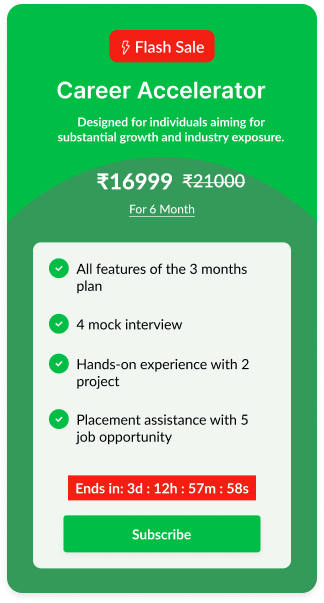 Flash Sale
Career Accelerator
Designed for individuals aiming for
substantial growth and industry exposure.
₹16999 ₹21000
For 6 Month
All features of the 3 months
plan
4 mock interview
Hands-on experience with 2
project
Placement assistance with 5
job opportunity
Ends in: 3d : 12h : 57m : 58s
Subscribe